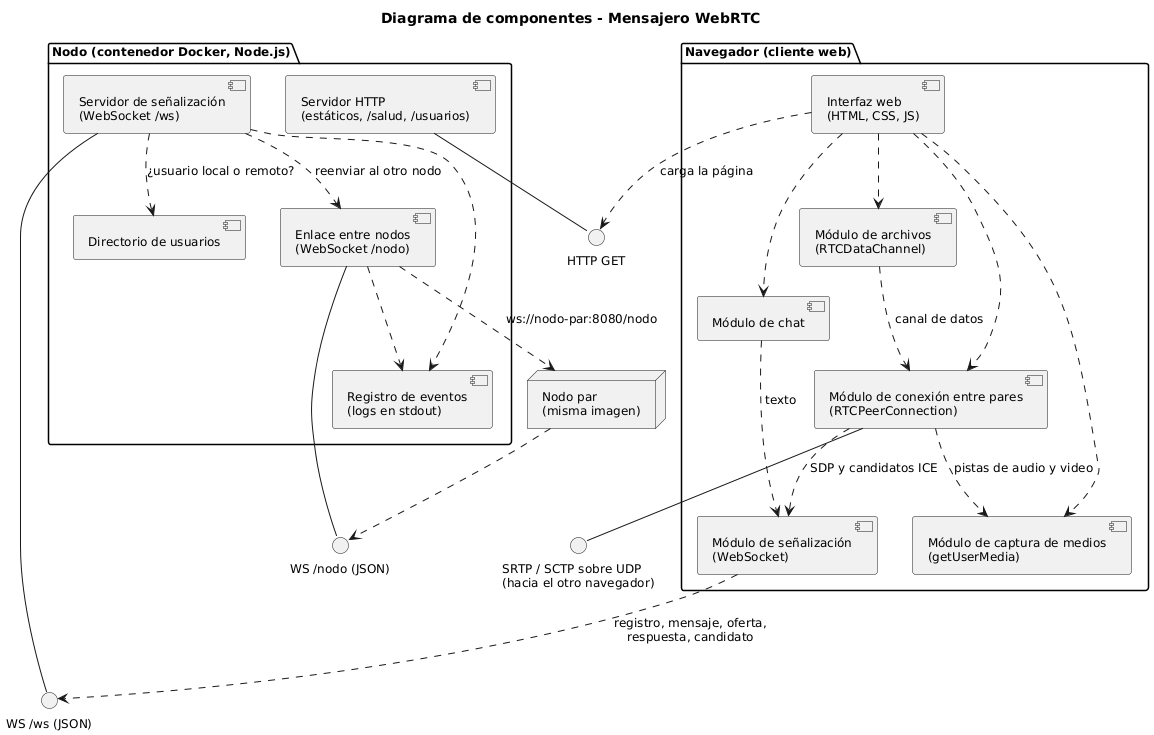 Diagrama de componentes - Mensajero WebRTC
Nodo (contenedor Docker, Node.js)
Servidor de señalización
(WebSocket /ws)
Servidor HTTP
(estáticos, /salud, /usuarios)
¿usuario local o remoto?
reenviar al otro nodo
Directorio de usuarios
Enlace entre nodos
(WebSocket /nodo)
Registro de eventos
(logs en stdout)
Navegador (cliente web)
Interfaz web
(HTML, CSS, JS)
carga la página
HTTP GET
Módulo de archivos
(RTCDataChannel)
Módulo de chat
canal de datos
ws://nodo-par:8080/nodo
Nodo par
(misma imagen)
Módulo de conexión entre pares
(RTCPeerConnection)
texto
SDP y candidatos ICE
pistas de audio y video
Módulo de señalización
(WebSocket)
Módulo de captura de medios
(getUserMedia)
WS /nodo (JSON)
SRTP / SCTP sobre UDP
(hacia el otro navegador)
registro, mensaje, oferta,
respuesta, candidato
WS /ws (JSON)